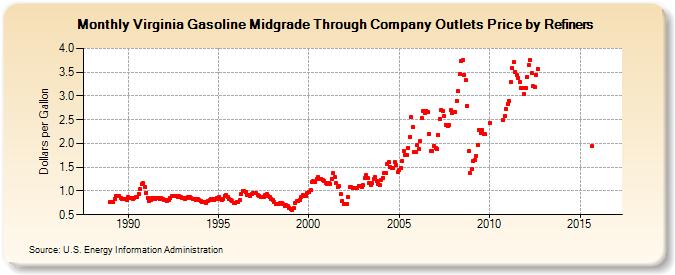 Monthly Virginia Gasoline Midgrade Through Company Outlets Price by Refiners
Dollars per Gallon
4.0
3.5
3.0
2.5
2.0
1.5
1.0
0.5
1990 1995 2000 2005 2010 2015
Source: U.S. Energy Information Administration